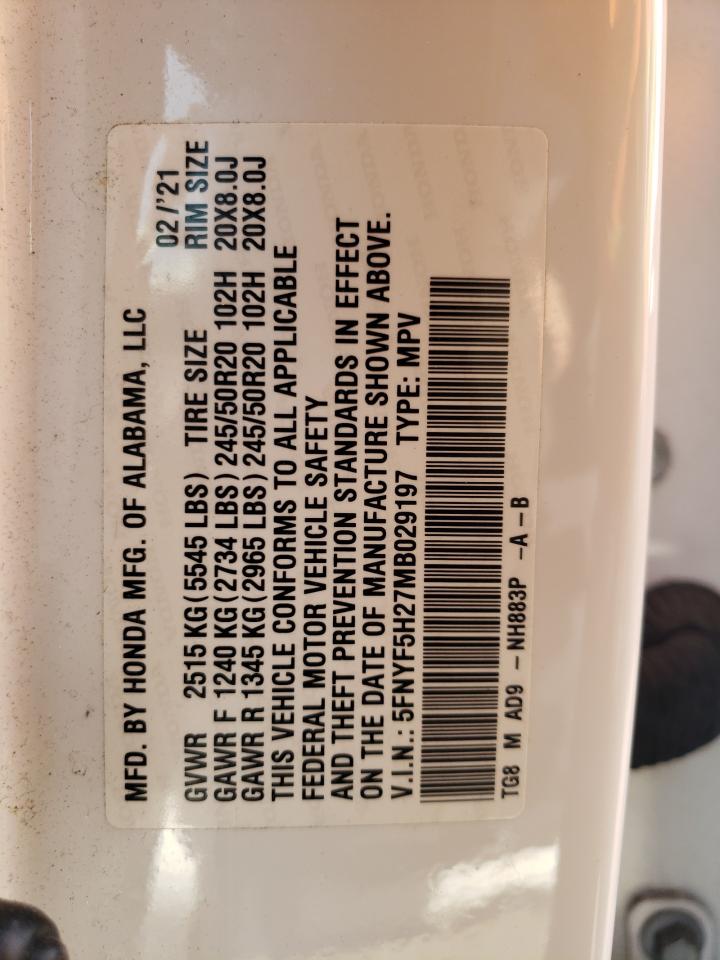 MFD. BY HONDA MFG. OF ALABAMA, LLC 02/'21
GVWR 2515 KG(5545 LBS) TIRE SIZE RIM SIZE
GAWR F 1240 KG(2734 LBS)245/50R20 102H 20X8.0J
GAWR R 1345 KG(2965 LBS)245/50R20 102H 20X8.0J
THIS VEHICLE CONFORMS TO ALL APPLICABLE
FEDERAL MOTOR VEHICLE SAFETY
AND THEFT PREVENTION STANDARDS IN EFFECT
ON THE DATE OF MANUFACTURE SHOWN ABOVE.
V.I.N.: 5FNYF5H27MB029197 TYPE: MPV
TG8 M AD9 - NH883P -A-B